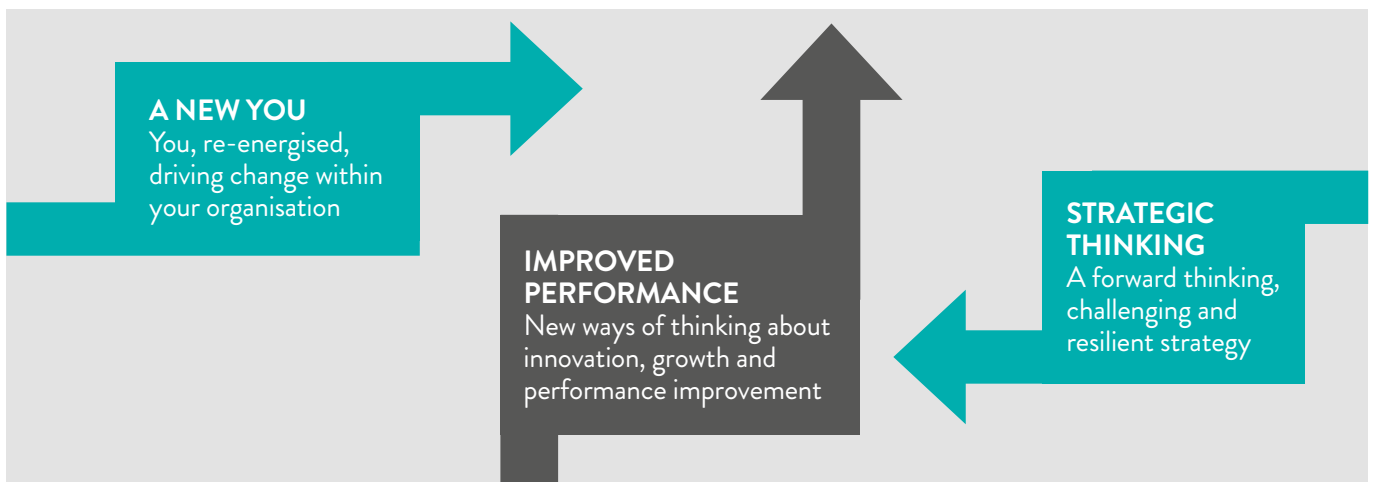 A NEW YOU
You, re-energised,
driving change within
your organisation
IMPROVED
PERFORMANCE
New ways of thinking about
innovation, growth and
performance improvement
STRATEGIC
THINKING
A forward thinking,
challenging and
resilient strategy